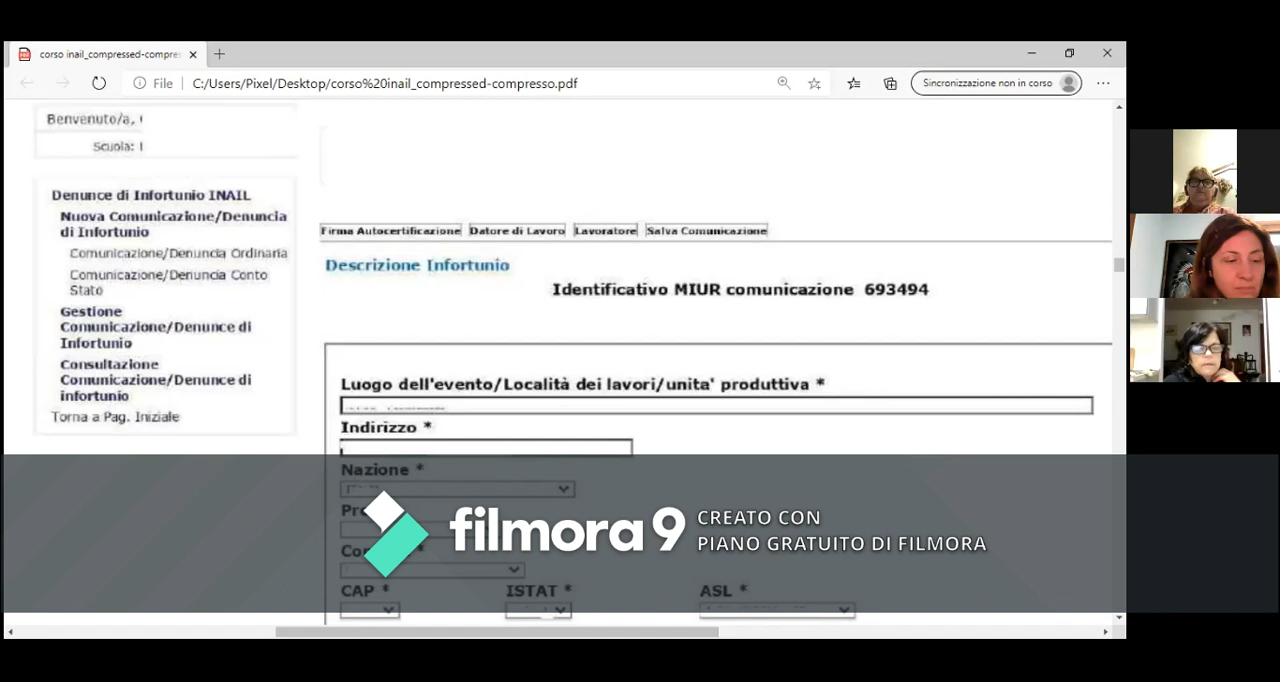 corso inail_compressed-compre
File
C:/Users/Pixel/Desktop/corso%20inail_compressed-compresso.pdf
Sincronizzazione non in corso
Benvenuto/a,
Scuola:
Denunce di Infortunio INAIL
Nuova Comunicazione/Denuncia
di Infortunio
Comunicazione/Denuncia Ordinaria
Comunicazione/Denuncia Conto
Stato
Gestione
Comunicazione/Denunce di
Infortunio
Consultazione
Comunicazione/Denunce di
infortunio
Torna a Pag. Iniziale
Firma Autocertificazione Datore di Lavoro Lavoratore Salva Comunicazione
Descrizione Infortunio
Identificativo MIUR comunicazione 693494
Luogo dell'evento/Località dei lavori/unita' produttiva *
Indirizzo *
Nazione *
CAP * ISTAT * ASL *
filmora 9
CREATO CON
PIANO GRATUITO DI FILMORA